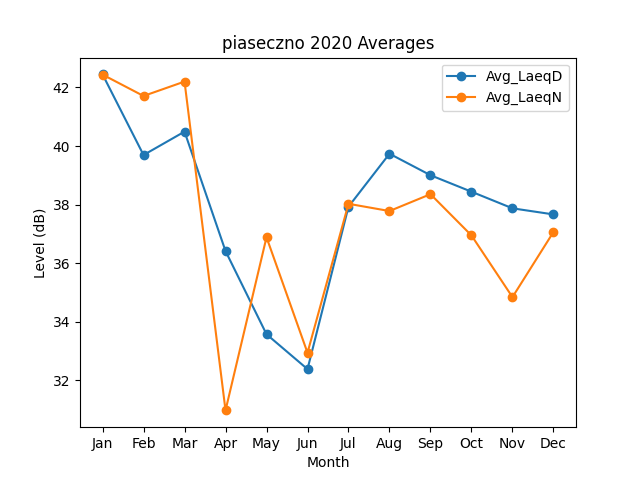 piaseczno 2020 Averages
Avg_LaeqD
Avg_LaeqN
42
40
38
36
34
32
Level (dB)
Jan Feb Mar Apr May Jun Jul Aug Sep Oct Nov Dec
Month